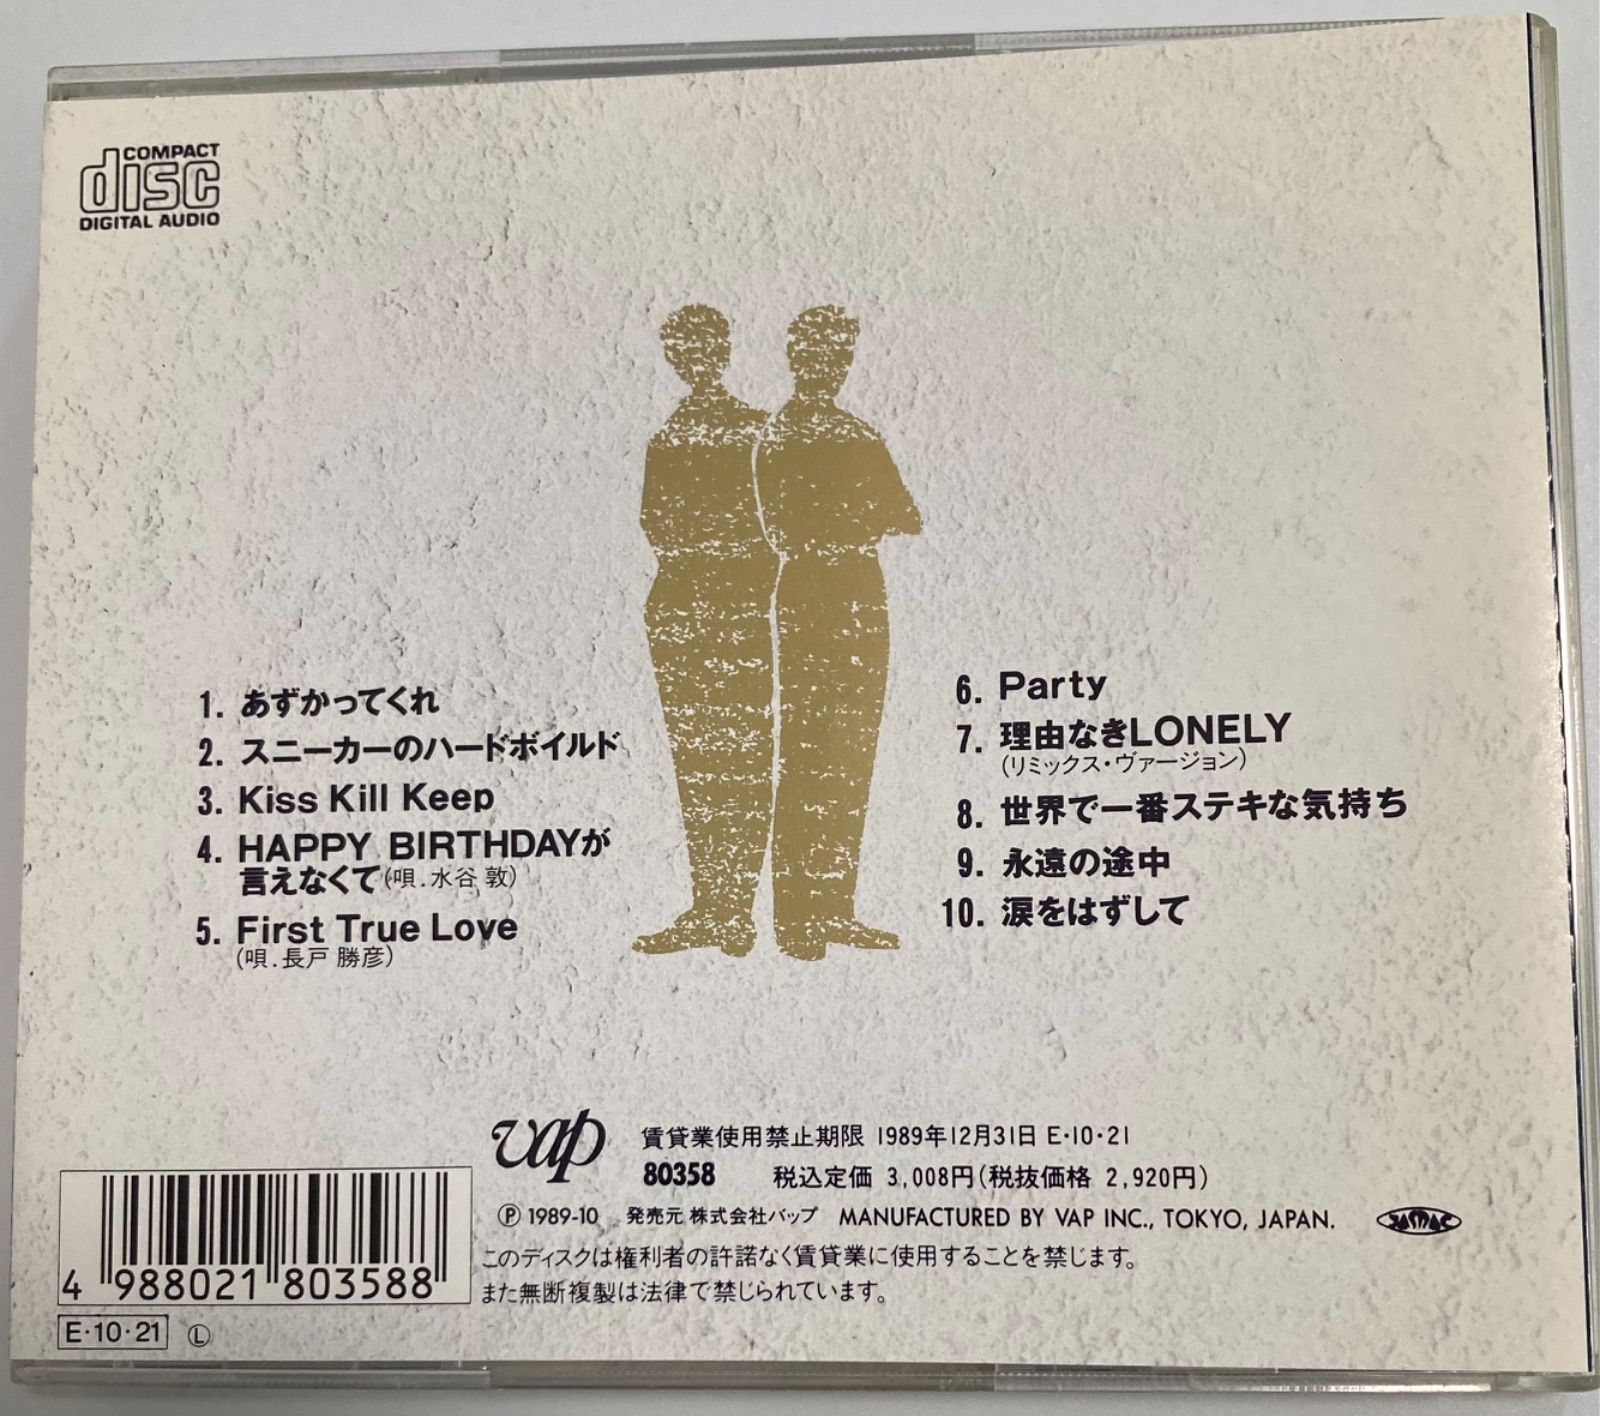 COMPACT
disc
DIGITAL AUDIO
1. あずかってくれ
2. スニーカーのハードボイルド
3. Kiss Kill Keep
4. HAPPY BIRTHDAYが
言えなくて(唄.水谷 敦)
5. First True Love
(唄.長戸 勝彦)
6. Party
7. 理由なきLONELY
(リミックス・ヴァージョン)
8. 世界で一番ステキな気持ち
9. 永遠の途中
10. 涙をはずして
vap
賃貸業使用禁止期限 1989年12月31日 E・10・21
80358 税込定価 3,008円(税抜価格 2,920円)
Ⓟ 1989-10 発売元 株式会社バップ MANUFACTURED BY VAP INC., TOKYO, JAPAN.
このディスクは権利者の許諾なく賃貸業に使用することを禁じます。
また無断複製は法律で禁じられています。
4 988021 803588
E・10・21 Ⓛ